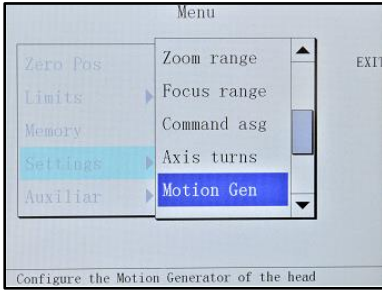 Menu
Zero Pos
Limits
Memory
Settings
Auxiliar
Zoom range
Focus range
Command asg
Axis turns
Motion Gen
EXIT
Configure the Motion Generator of the head